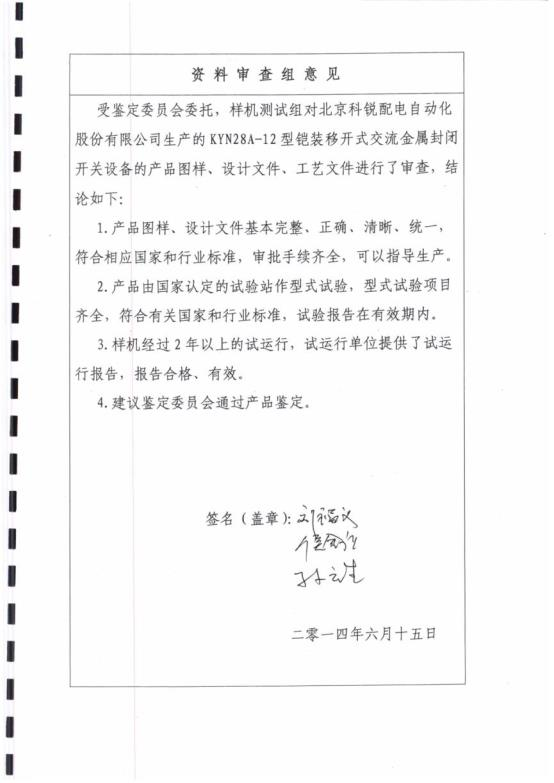 资料审查组意见
受鉴定委员会委托，样机测试组对北京科锐配电自动化
股份有限公司生产的 KYN28A-12 型铠装移开式交流金属封闭
开关设备的产品图样、设计文件、工艺文件进行了审查，结
论如下：
1.产品图样、设计文件基本完整、正确、清晰、统一，
符合相应国家和行业标准，审批手续齐全，可以指导生产。
2.产品由国家认定的试验站作型式试验，型式试验项目
齐全，符合有关国家和行业标准，试验报告在有效期内。
3.样机经过 2 年以上的试运行，试运行单位提供了试运
行报告，报告合格、有效。
4.建议鉴定委员会通过产品鉴定。
签名（盖章）：
二零一四年六月十五日